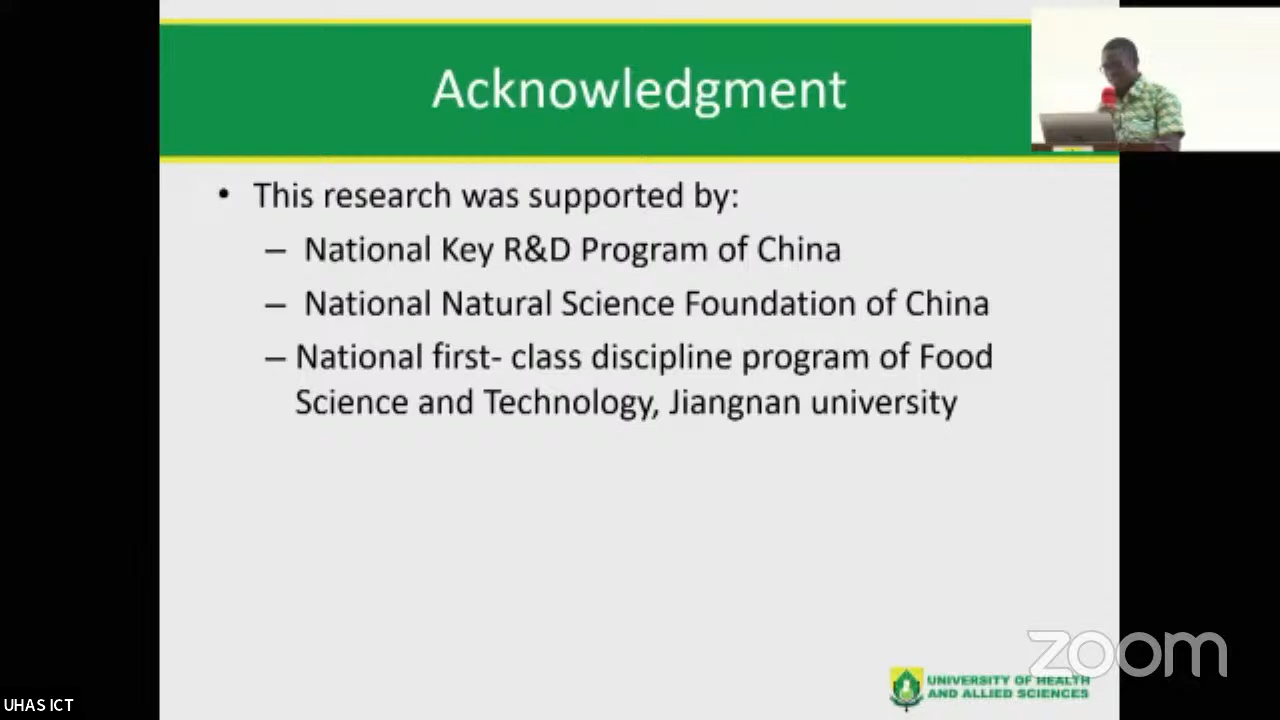 Acknowledgment
• This research was supported by:
– National Key R&D Program of China
– National Natural Science Foundation of China
– National first- class discipline program of Food
Science and Technology, Jiangnan university
zoom
UNIVERSITY OF HEALTH
AND ALLIED SCIENCES
UHAS ICT